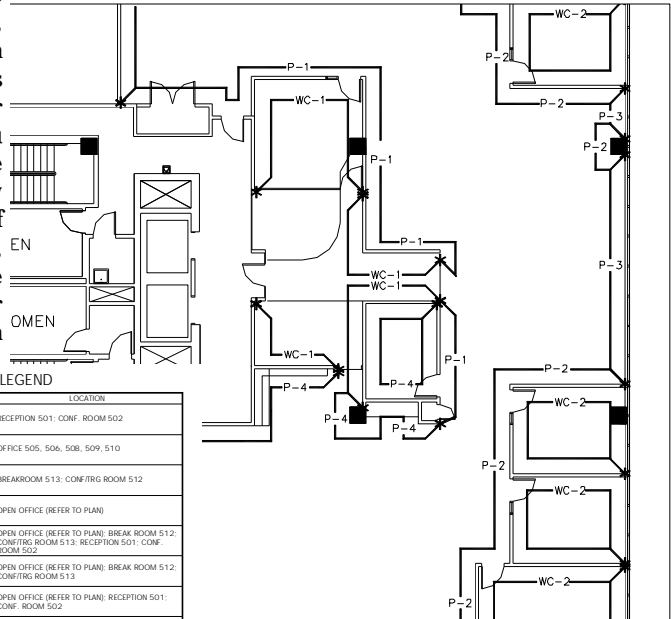 P-1
WC-2
P-2
WC-1
P-2
P-3
P-2
P-1
EN
P-1
P-3
WC-1
WC-1
OMEN
WC-1
P-1
P-2
P-4
P-4
WC-2
P-4
P-4
P-2
WC-2
WC-2
P-2
LEGEND
LOCATION
RECEPTION 501; CONF. ROOM 502
OFFICE 505, 506, 508, 509, 510
BREAKROOM 513; CONF/TRG ROOM 512
OPEN OFFICE (REFER TO PLAN)
OPEN OFFICE (REFER TO PLAN); BREAK ROOM 512;
CONF/TRG ROOM 513; RECEPTION 501; CONF.
ROOM 502
OPEN OFFICE (REFER TO PLAN); BREAK ROOM 512;
CONF/TRG ROOM 513
OPEN OFFICE (REFER TO PLAN); RECEPTION 501;
CONF. ROOM 502